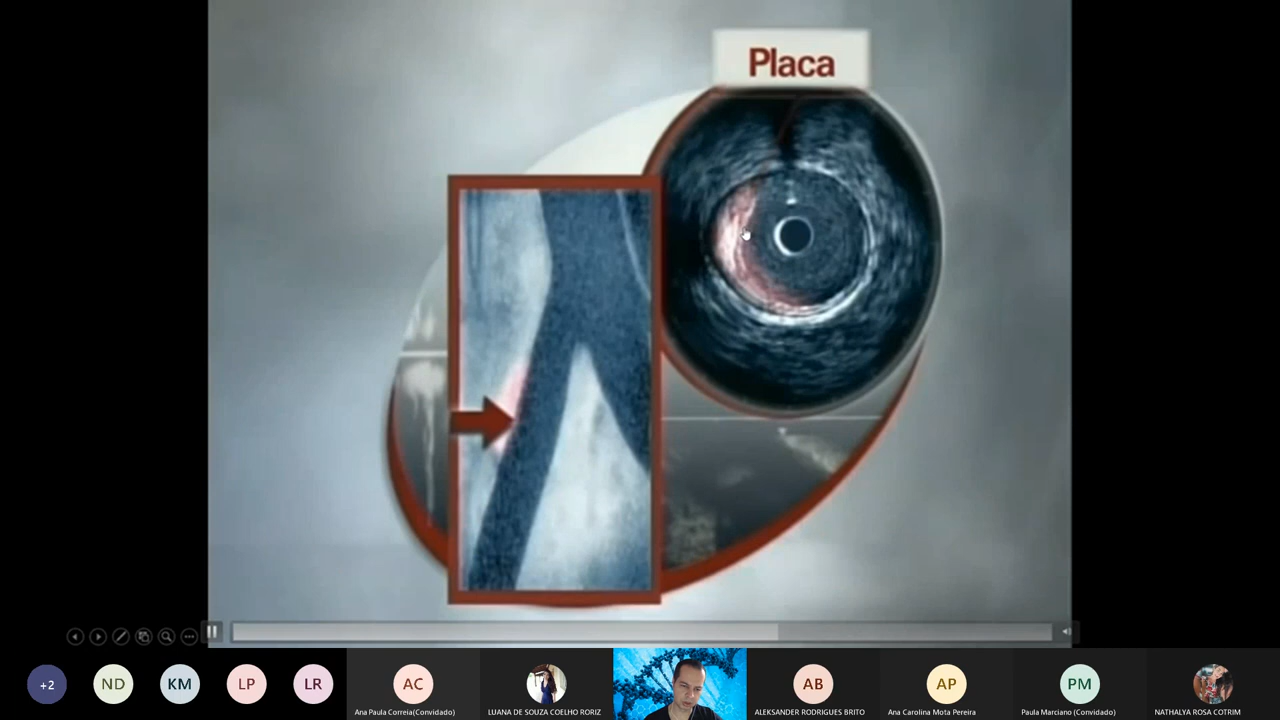 Placa
+2
ND
KM
LP
LR
AC
AB
AP
PM
Ana Paula Correia(Convidado)
LUANA DE SOUZA COELHO RORIZ
ALEKSANDER RODRIGUES BRITO
Ana Carolina Mota Pereira
Paula Marciano (Convidado)
NATHALYA ROSA COTRIM